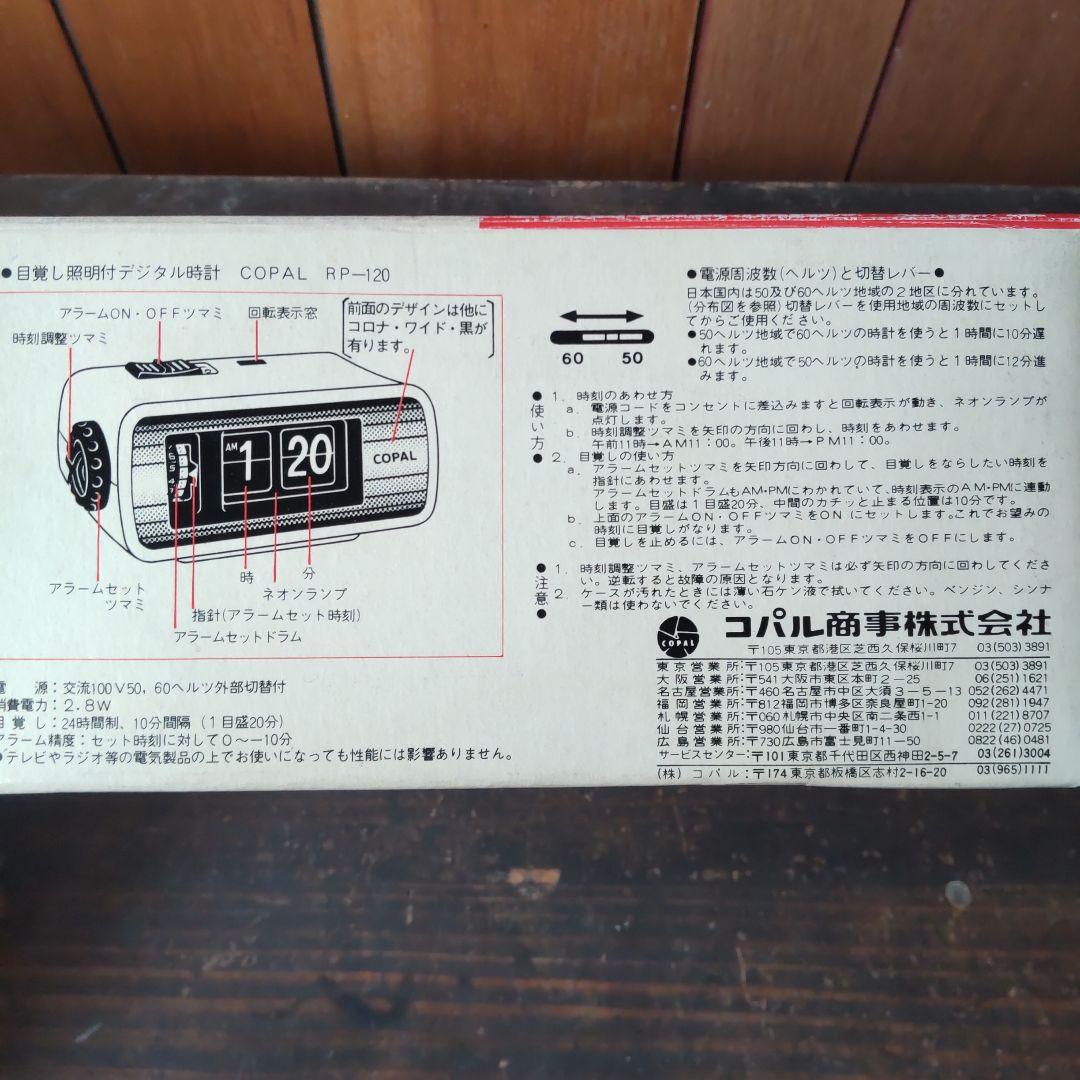 ●目覚し照明付デジタル時計 COPAL RP-120
アラームON・OFFツマミ
回転表示窓
時刻調整ツマミ
前面のデザインは他に
コロナ・ワイド・黒が
有ります。
AM
1
20
COPAL
アラームセット
ツマミ
時
分
ネオンランプ
指針(アラームセット時刻)
アラームセットドラム
源:交流100V50,60ヘルツ外部切替付
消費電力:2.8W
目覚し:24時間制、10分間隔(1目盛20分)
アラーム精度:セット時刻に対して0〜−10分
●テレビやラジオ等の電気製品の上でお使いになっても性能には影響ありません。
●電源周波数(ヘルツ)と切替レバー●
日本国内は50及び60ヘルツ地域の2地区に分れています。
(分布図を参照)切替レバーを使用地域の周波数にセットし
てからご使用ください。
●50ヘルツ地域で60ヘルツの時計を使うと1時間に10分遅
れます。
●60ヘルツ地域で50ヘルツの時計を使うと1時間に12分進
みます。
60 50
●使い方●
1. 時刻のあわせ方
a. 電源コードをコンセントに差込みますと回転表示が動き、ネオンランプが
点灯します。
b. 時刻調整ツマミを矢印の方向に回わし、時刻をあわせます。
午前11時→AM11:00。午後11時→PM11:00。
2. 目覚しの使い方
a. アラームセットツマミを矢印方向に回わして、目覚しをならしたい時刻を
指針にあわせます。
アラームセットドラムもAM・PMにわかれていて、時刻表示のAM・PMに連動
します。目盛は1目盛20分、中間のカチッと止まる位置は10分です。
b. 上面のアラームON・OFFツマミをONにセットします。これでお望みの
時刻に目覚しがなります。
c. 目覚しを止めるには、アラームON・OFFツマミをOFFにします。
●注意●
1. 時刻調整ツマミ、アラームセットツマミは必ず矢印の方向に回わしてくださ
い。逆転すると故障の原因となります。
2. ケースが汚れたときには薄い石ケン液で拭いてください。ベンジン、シンナ
ー類は使わないでください。
COPAL
コパル商事株式会社
〒105東京都港区芝西久保桜川町7 03(503)3891
東京営業所:〒105東京都港区芝西久保桜川町7 03(503)3891
大阪営業所:〒541大阪市東区本町2−25 06(251)1621
名古屋営業所:〒460名古屋市中区大須3−5−13 052(262)4471
福岡営業所:〒812福岡市博多区奈良屋町1-20 092(281)1947
札幌営業所:〒060札幌市中央区南二条西1-1 011(221)8707
仙台営業所:〒980仙台市一番町1-4-30 0222(27)0725
広島営業所:〒730広島市富士見町11−50 0822(46)0481
サービスセンター:〒101東京都千代田区西神田2-5-7 03(261)3004
(株)コパル:〒174東京都板橋区志村2-16-20 03(965)1111